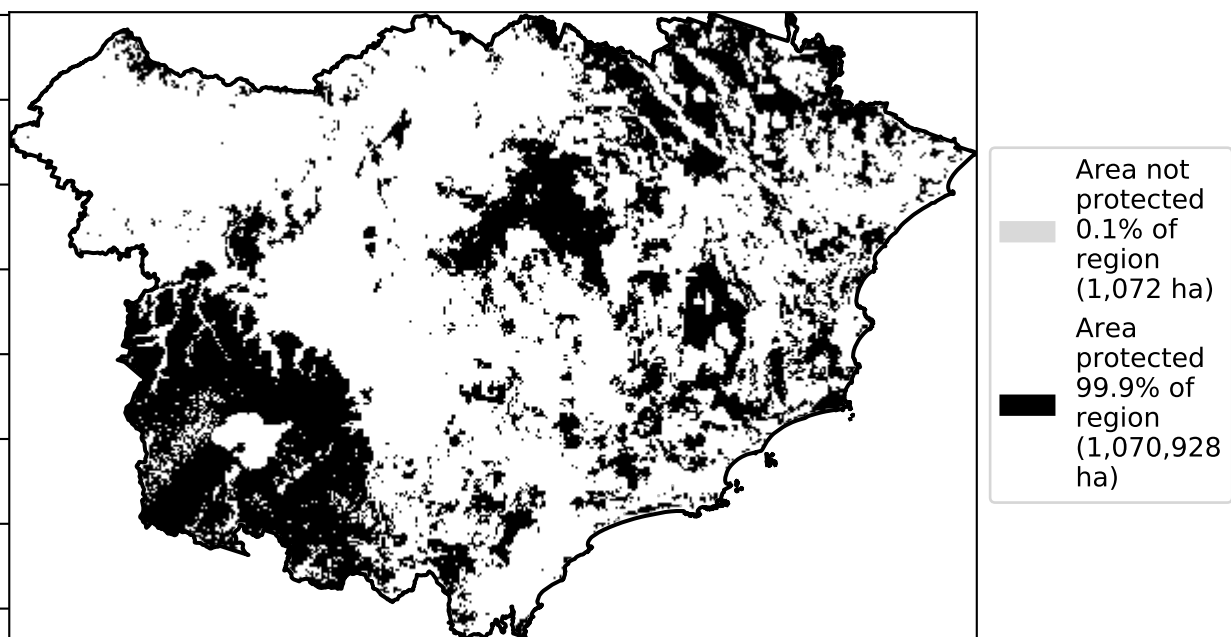 Area not
protected
0.1% of
region
(1,072 ha)
Area
protected
99.9% of
region
(1,070,928
ha)